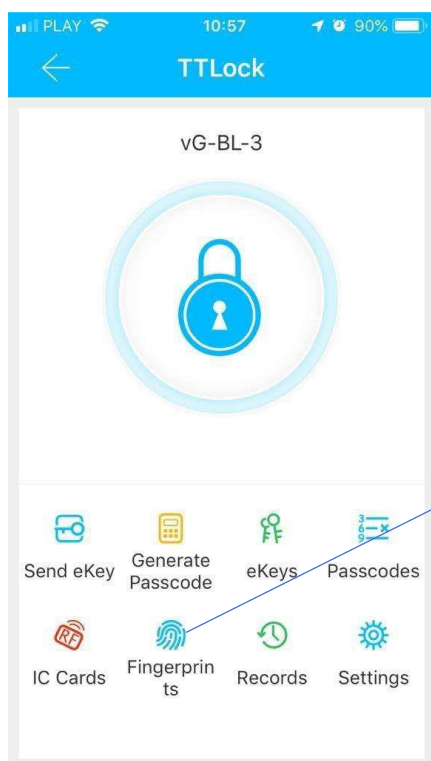 PLAY 10:57 90%
TTLock
vG-BL-3
Send eKey
Generate
Passcode
eKeys
Passcodes
IC Cards
Fingerprin
ts
Records
Settings